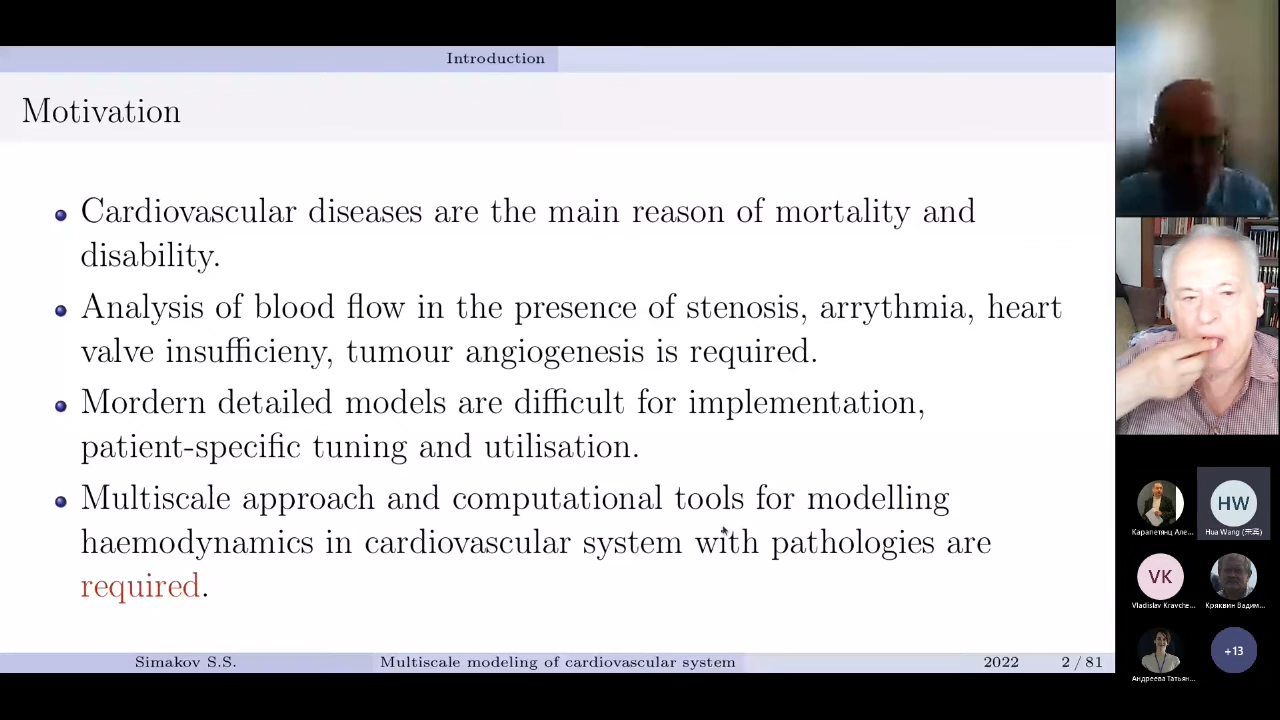 Introduction
Motivation
Cardiovascular diseases are the main reason of mortality and
disability.
Analysis of blood flow in the presence of stenosis, arrythmia, heart
valve insufficieny, tumour angiogenesis is required.
Mordern detailed models are difficult for implementation,
patient-specific tuning and utilisation.
Multiscale approach and computational tools for modelling
haemodynamics in cardiovascular system with pathologies are
required.
Simakov S.S. Multiscale modeling of cardiovascular system 2022 2 / 81
HW
Карапетянц Але... Hua Wang
VK
Vladislav Kravche... Кряквин Вадим...
+13
Андреева Татьян...